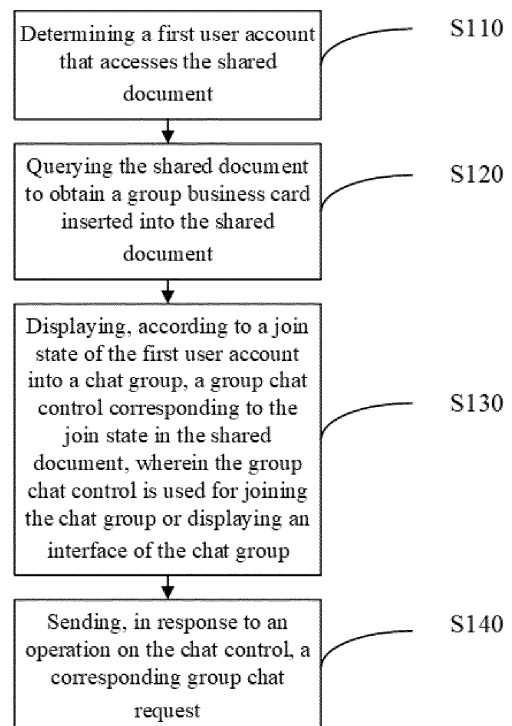 Determining a first user account
that accesses the shared
document
S110
Querying the shared document
to obtain a group business card
inserted into the shared
document
S120
Displaying, according to a join
state of the first user account
into a chat group, a group chat
control corresponding to the
join state in the shared
document, wherein the group
chat control is used for joining
the chat group or displaying an
interface of the chat group
S130
Sending, in response to an
operation on the chat control, a
corresponding group chat
request
S140